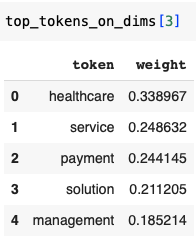 top_tokens_on_dims[3]
token weight
0 healthcare 0.338967
1 service 0.248632
2 payment 0.244145
3 solution 0.211205
4 management 0.185214